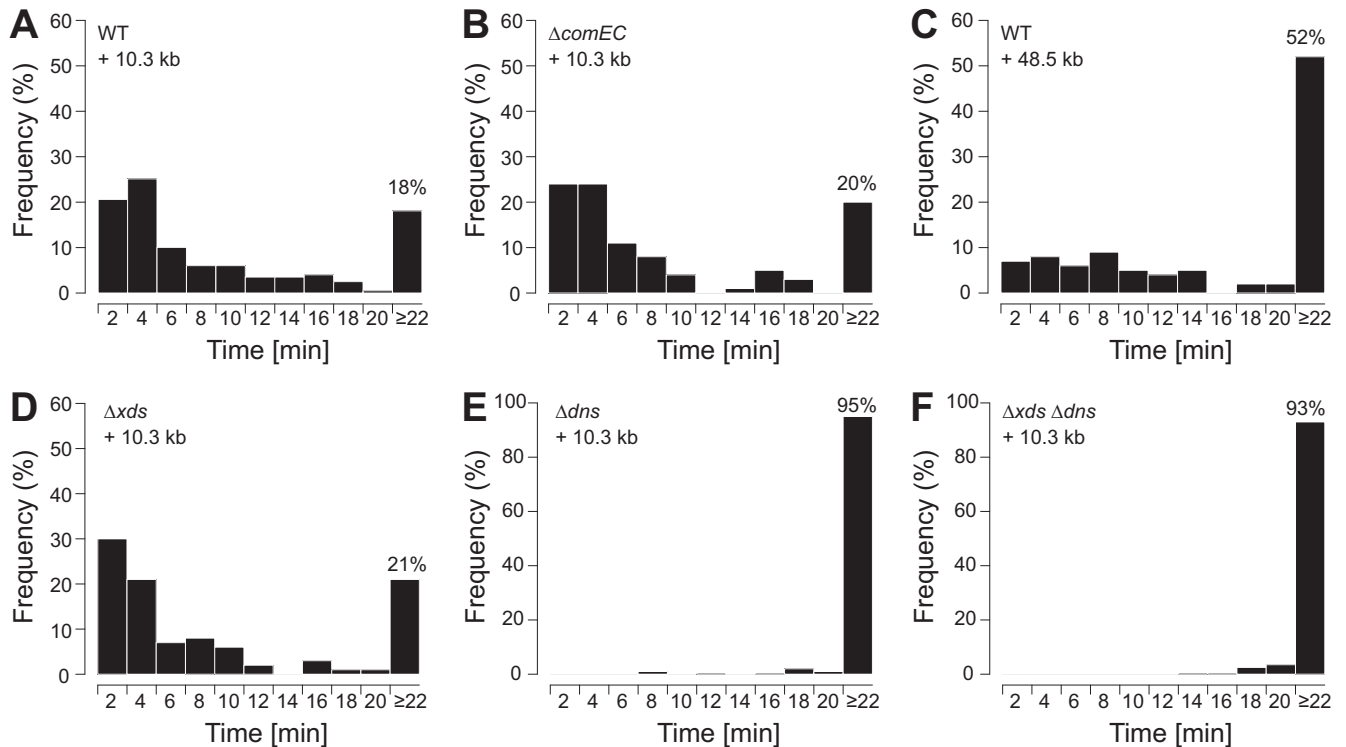 A
WT
+ 10.3 kb
Frequency (%)
60
50
40
30
20
10
0
18%
2 4 6 8 10 12 14 16 18 20 ≥22
Time [min]
B
ΔcomEC
+ 10.3 kb
Frequency (%)
60
50
40
30
20
10
0
20%
2 4 6 8 10 12 14 16 18 20 ≥22
Time [min]
C
WT
+ 48.5 kb
Frequency (%)
60
50
40
30
20
10
0
52%
2 4 6 8 10 12 14 16 18 20 ≥22
Time [min]
D
Δxds
+ 10.3 kb
Frequency (%)
60
50
40
30
20
10
0
21%
2 4 6 8 10 12 14 16 18 20 ≥22
Time [min]
E
Δdns
+ 10.3 kb
Frequency (%)
100
80
60
40
20
0
95%
2 4 6 8 10 12 14 16 18 20 ≥22
Time [min]
F
Δxds Δdns
+ 10.3 kb
Frequency (%)
100
80
60
40
20
0
93%
2 4 6 8 10 12 14 16 18 20 ≥22
Time [min]